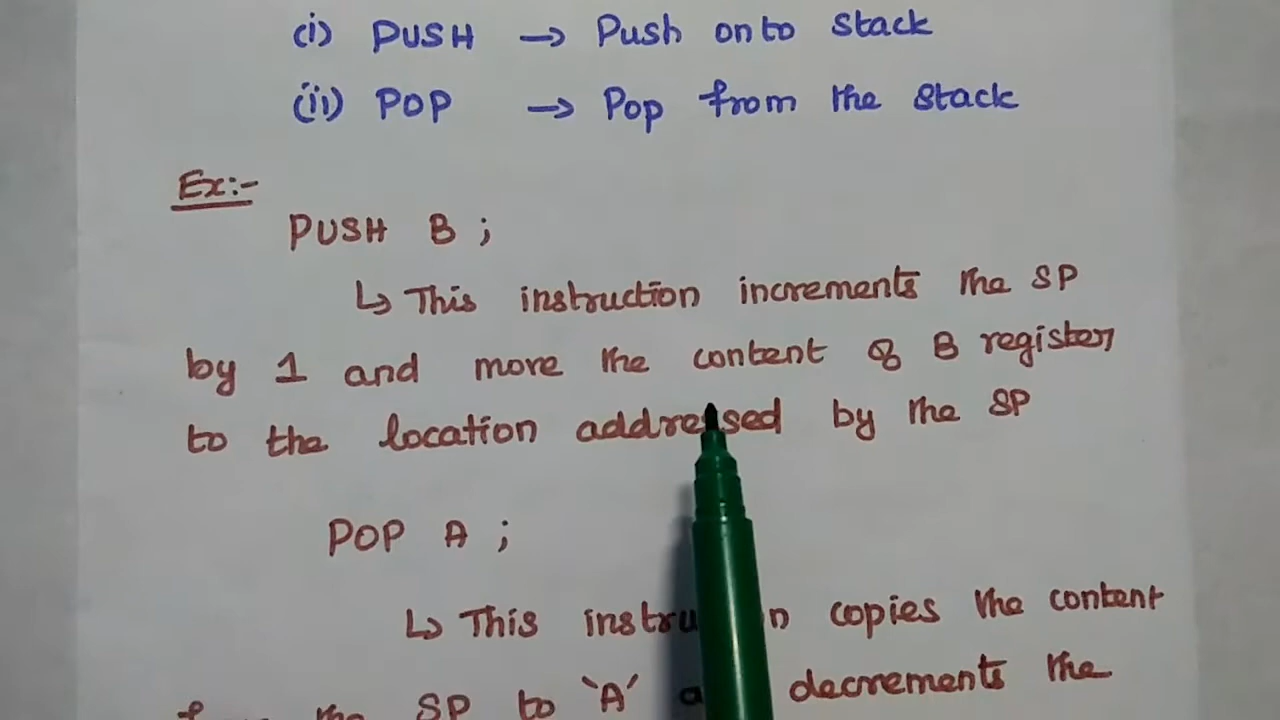 (i) PUSH → Push onto stack
(ii) POP → Pop from the stack
Ex:-
PUSH B ;
↳ This instruction increments the SP
by 1 and more the content of B register
to the location addressed by the SP
POP A ;
↳ This copies the content
the SP to 'A' decrements the